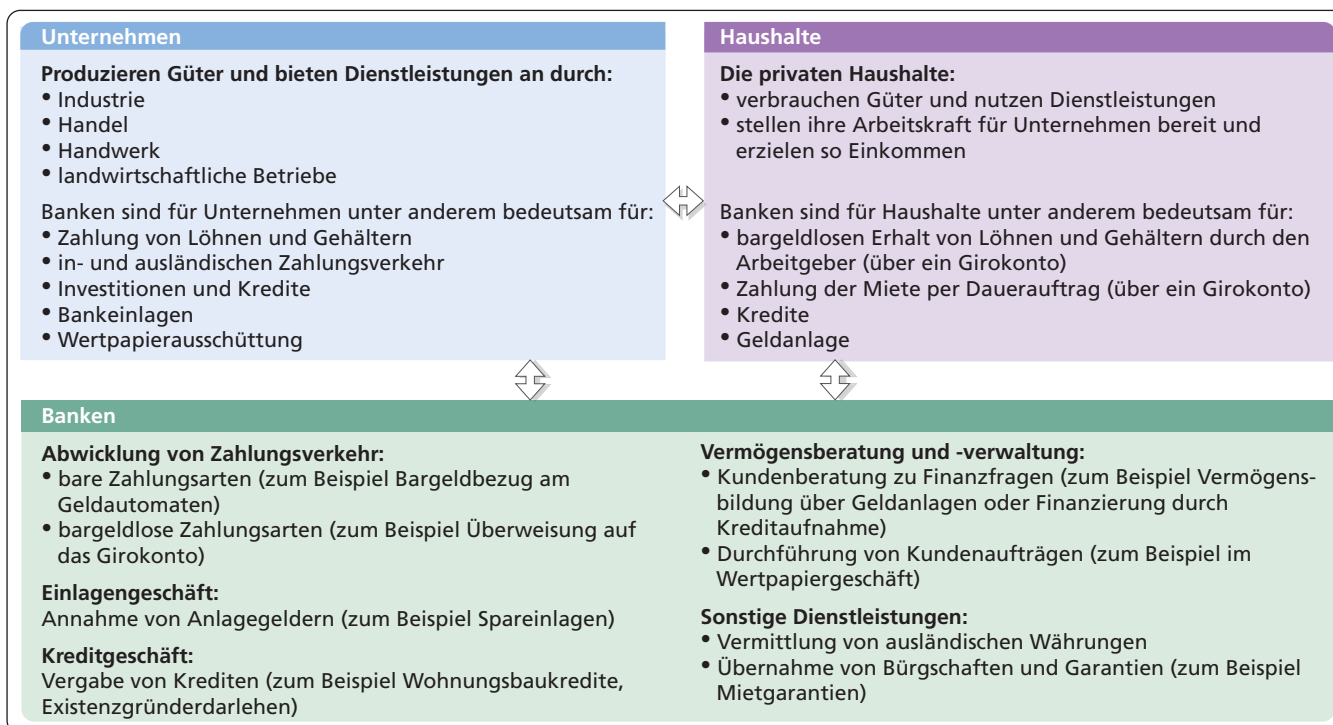 Unternehmen
Produzieren Güter und bieten Dienstleistungen an durch:
• Industrie
• Handel
• Handwerk
• landwirtschaftliche Betriebe
Banken sind für Unternehmen unter anderem bedeutsam für:
• Zahlung von Löhnen und Gehältern
• in- und ausländischen Zahlungsverkehr
• Investitionen und Kredite
• Bankeinlagen
• Wertpapierausschüttung
Haushalte
Die privaten Haushalte:
• verbrauchen Güter und nutzen Dienstleistungen
• stellen ihre Arbeitskraft für Unternehmen bereit und
erzielen so Einkommen
Banken sind für Haushalte unter anderem bedeutsam für:
• bargeldlosen Erhalt von Löhnen und Gehältern durch den
Arbeitgeber (über ein Girokonto)
• Zahlung der Miete per Dauerauftrag (über ein Girokonto)
• Kredite
• Geldanlage
Banken
Abwicklung von Zahlungsverkehr:
• bare Zahlungsarten (zum Beispiel Bargeldbezug am
Geldautomaten)
• bargeldlose Zahlungsarten (zum Beispiel Überweisung auf
das Girokonto)
Einlagengeschäft:
Annahme von Anlagegeldern (zum Beispiel Spareinlagen)
Kreditgeschäft:
Vergabe von Krediten (zum Beispiel Wohnungsbaukredite,
Existenzgründerdarlehen)
Vermögensberatung und -verwaltung:
• Kundenberatung zu Finanzfragen (zum Beispiel Vermögens-
bildung über Geldanlagen oder Finanzierung durch
Kreditaufnahme)
• Durchführung von Kundenaufträgen (zum Beispiel im
Wertpapiergeschäft)
Sonstige Dienstleistungen:
• Vermittlung von ausländischen Währungen
• Übernahme von Bürgschaften und Garantien (zum Beispiel
Mietgarantien)